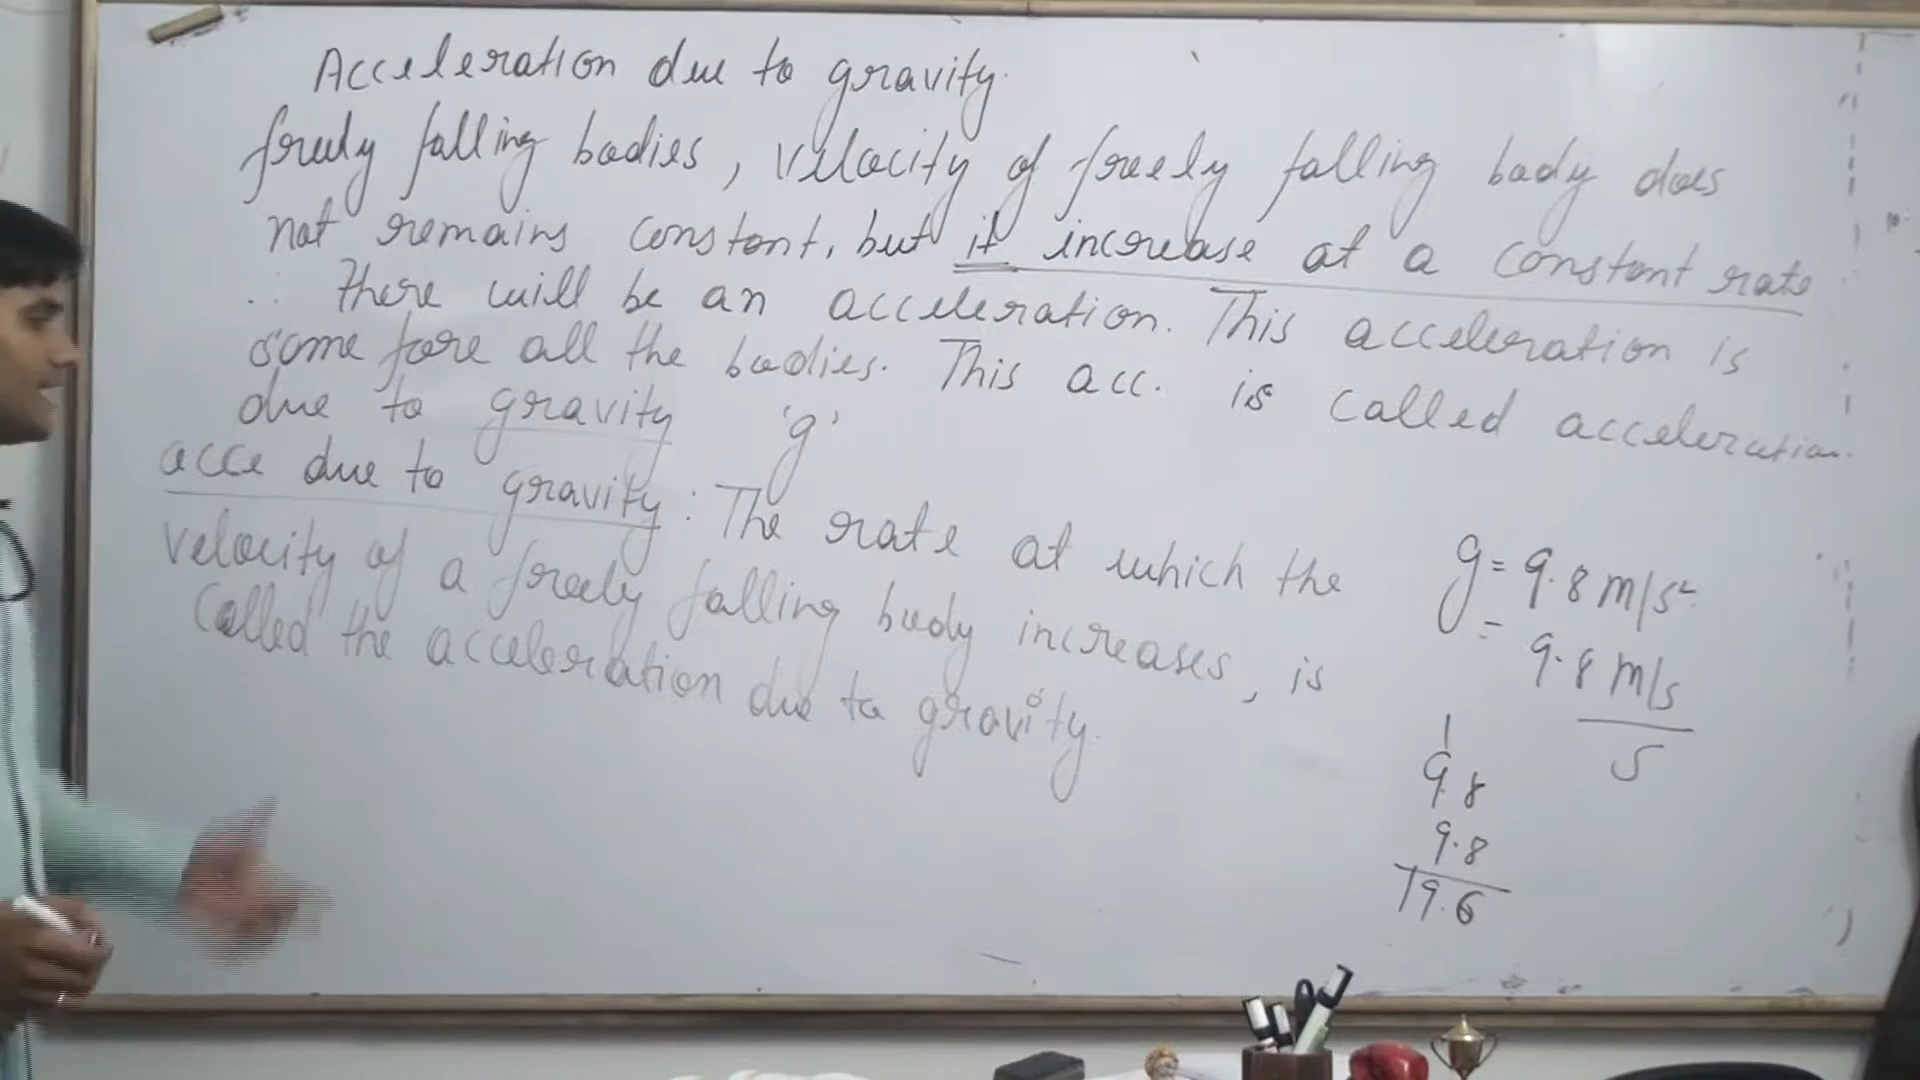 Acceleration due to gravity.
freely falling bodies, velocity of freely falling body does
not remains constant, but it increase at a constant rate
∴ There will be an acceleration. This acceleration is
same fore all the bodies. This acc. is called acceleration
due to gravity 'g'
acce due to gravity: The rate at which the
velocity of a freely falling body increases, is
called the acceleration due to gravity.
g = 9.8 m/s²
= 9.8 m/s
s
1
9.8
9.8
19.6